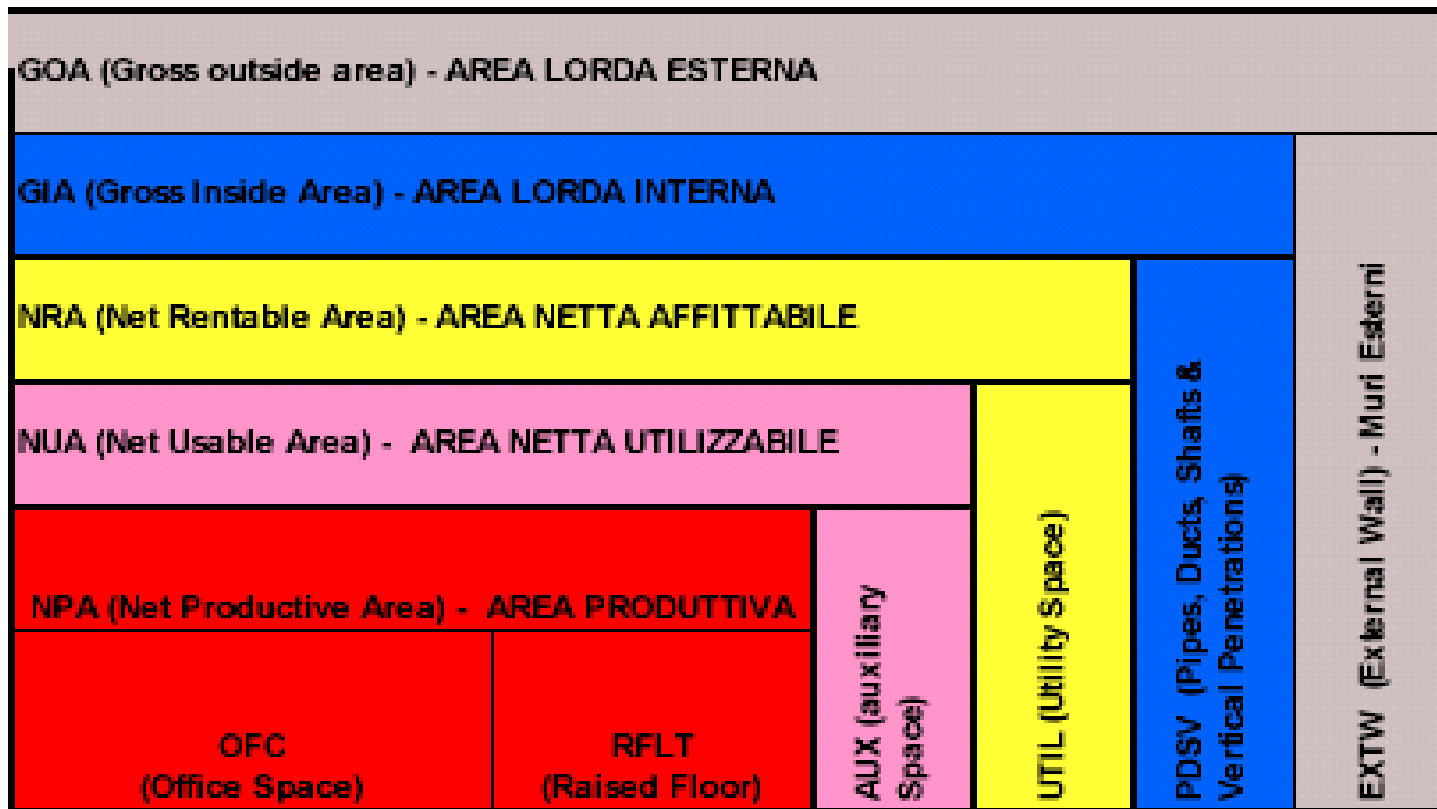 GOA (Gross outside area) - AREA LORDA ESTERNA
GIA (Gross Inside Area) - AREA LORDA INTERNA
NRA (Net Rentable Area) - AREA NETTA AFFITTABILE
NUA (Net Usable Area) - AREA NETTA UTILIZZABILE
NPA (Net Productive Area) - AREA PRODUTTIVA
OFC
(Office Space)
RFLT
(Raised Floor)
AUX (auxiliary
Space)
UTIL (Utility Space)
PDSV (Pipes, Ducts, Shafts &
Vertical Penetrations)
EXTW (External Wall) - Muri Esterni